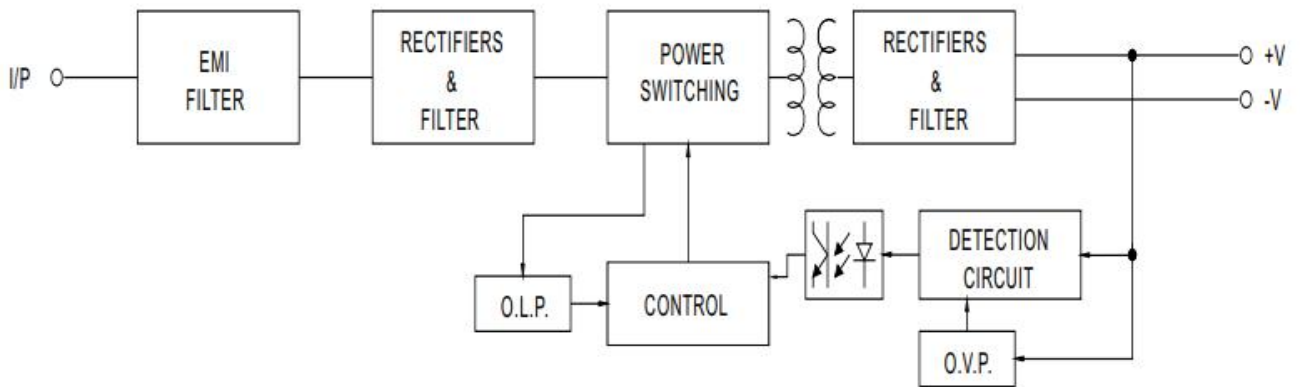 I/P
EMI
FILTER
RECTIFIERS
&
FILTER
POWER
SWITCHING
RECTIFIERS
&
FILTER
+V
-V
O.L.P.
CONTROL
DETECTION
CIRCUIT
O.V.P.